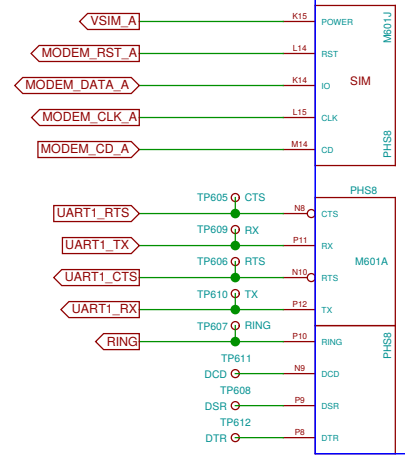 VSIM_A K15 POWER M601J
MODEM_RST_A L14 RST
MODEM_DATA_A K14 IO SIM
MODEM_CLK_A L15 CLK
MODEM_CD_A M14 CD PHS8
PHS8
TP605 CTS
UART1_RTS N8 CTS
TP609 RX
UART1_TX P11 RX M601A
TP606 RTS
UART1_CTS N10 RTS
TP610 TX
UART1_RX P12 TX
TP607 RING
RING P10 RING PHS8
TP611
DCD N9 DCD
TP608
DSR P9 DSR
TP612
DTR P8 DTR